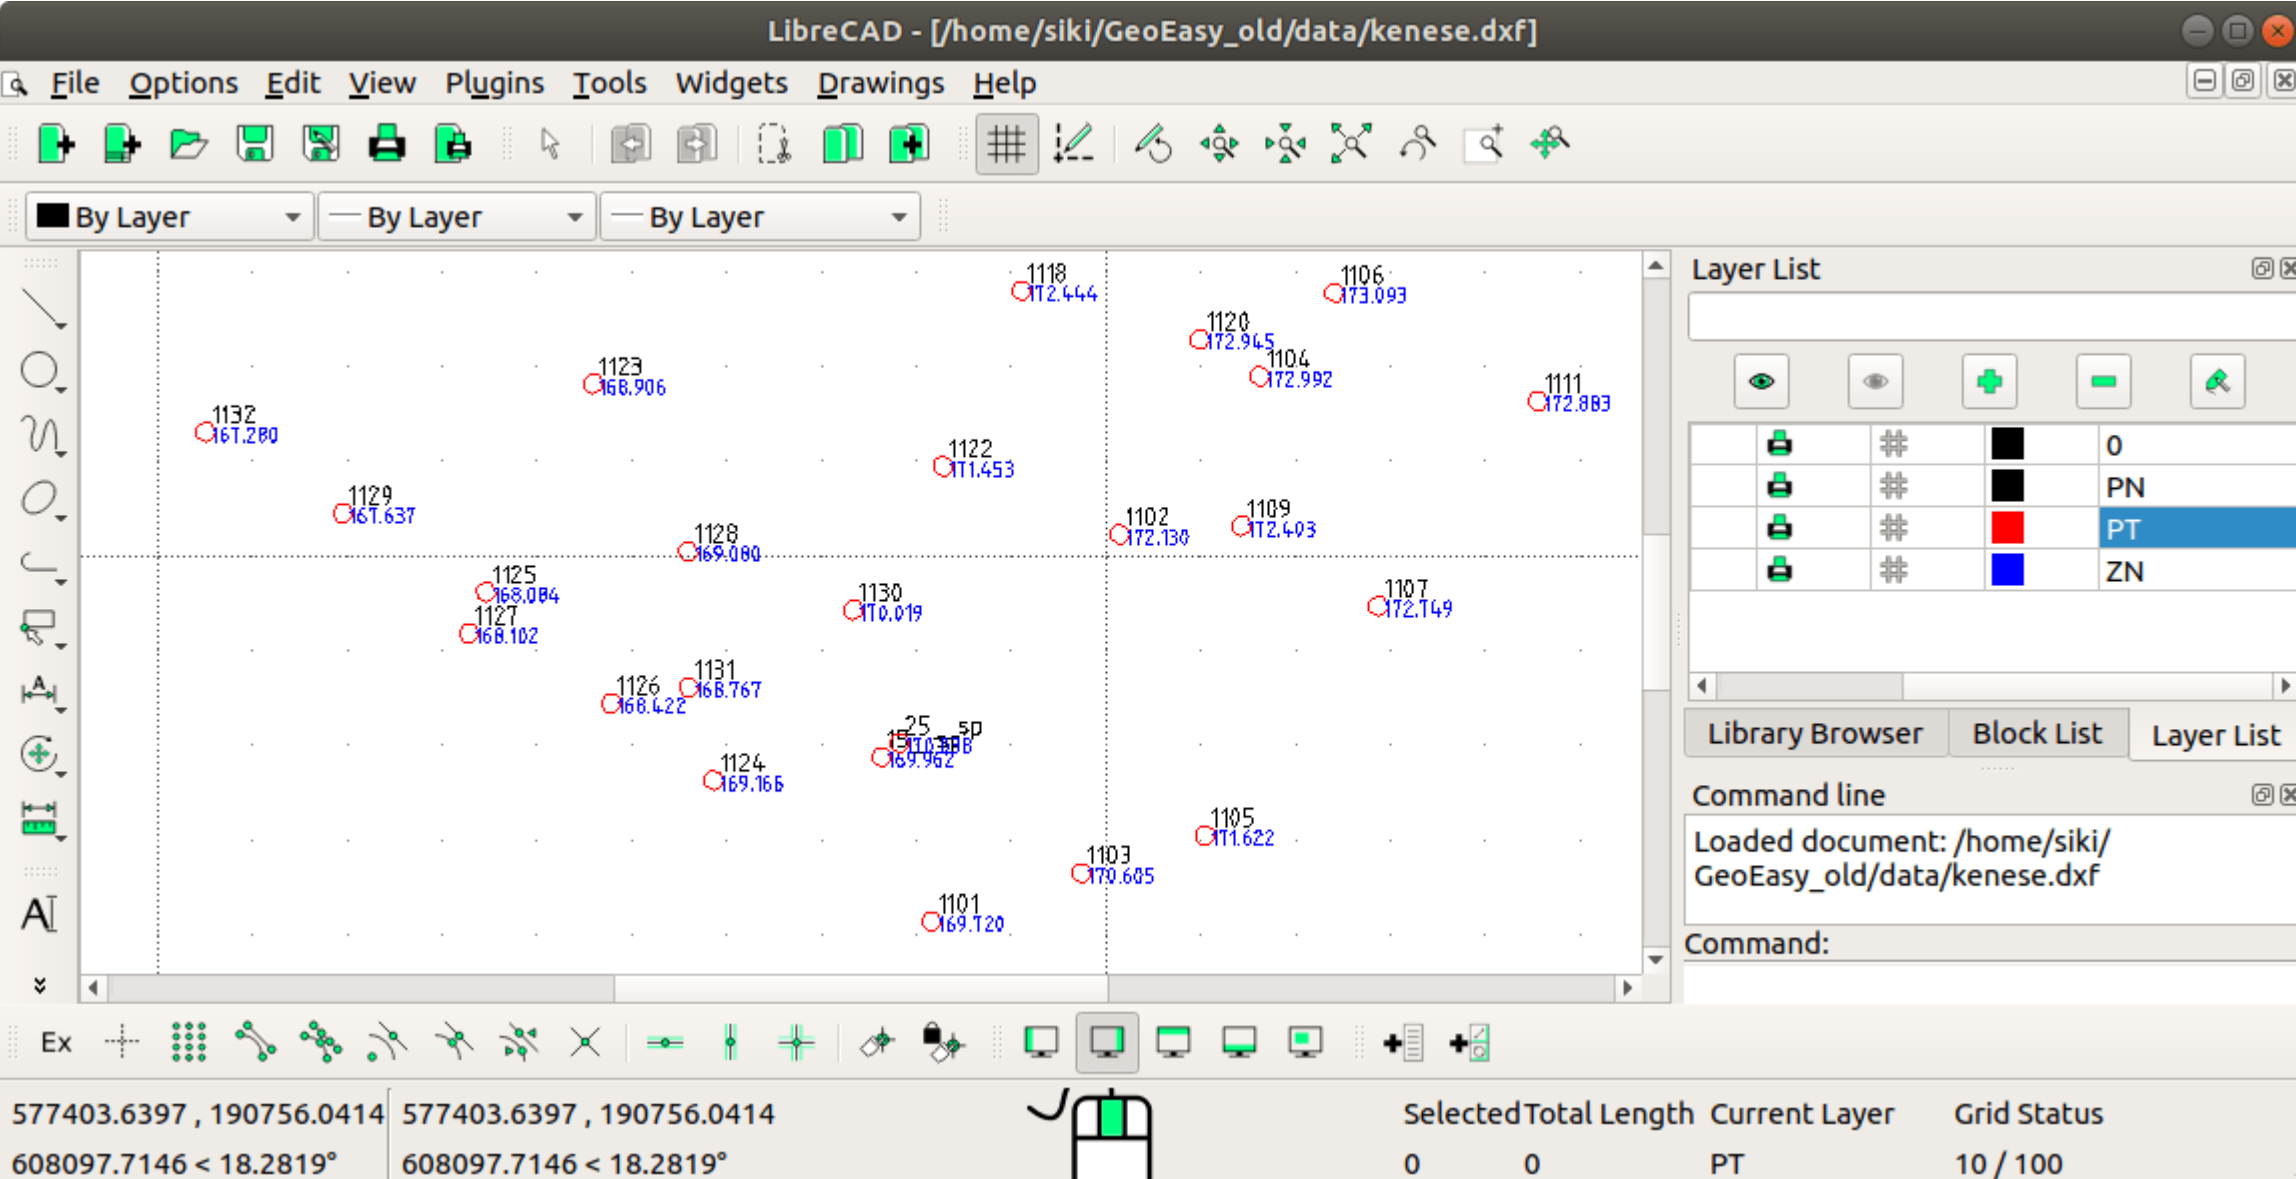 LibreCAD - [/home/siki/GeoEasy_old/data/kenese.dxf]
File Options Edit View Plugins Tools Widgets Drawings Help
By Layer By Layer By Layer
1118
172.444
1106
173.093
1120
172.945
1104
172.992
1123
168.906
1111
172.883
1132
167.280
1122
171.453
1129
167.637
1102
172.130
1109
172.403
1128
169.080
1125
168.084
1127
168.102
1130
170.019
1107
172.749
1131
168.767
1126
168.422
25_sp
169.962
1124
169.166
1105
171.622
1103
170.605
1101
169.720
Layer List
0
PN
PT
ZN
Library Browser Block List Layer List
Command line
Loaded document: /home/siki/
GeoEasy_old/data/kenese.dxf
Command:
Ex
577403.6397 , 190756.0414 577403.6397 , 190756.0414 Selected Total Length Current Layer Grid Status
608097.7146 < 18.2819° 608097.7146 < 18.2819° 0 0 PT 10 / 100